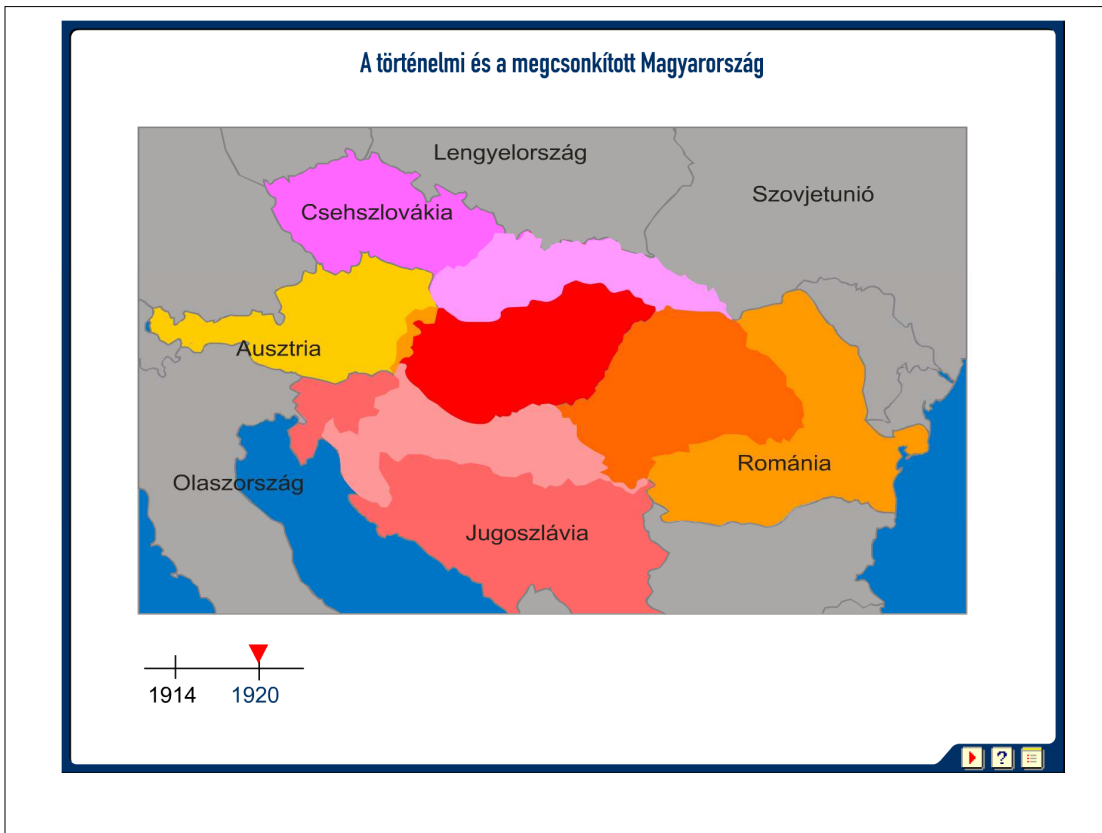 A történelmi és a megcsonkított Magyarország
Lengyelország
Szovjetunió
Csehszlovákia
Ausztria
Románia
Olaszország
Jugoszlávia
1914 1920
?